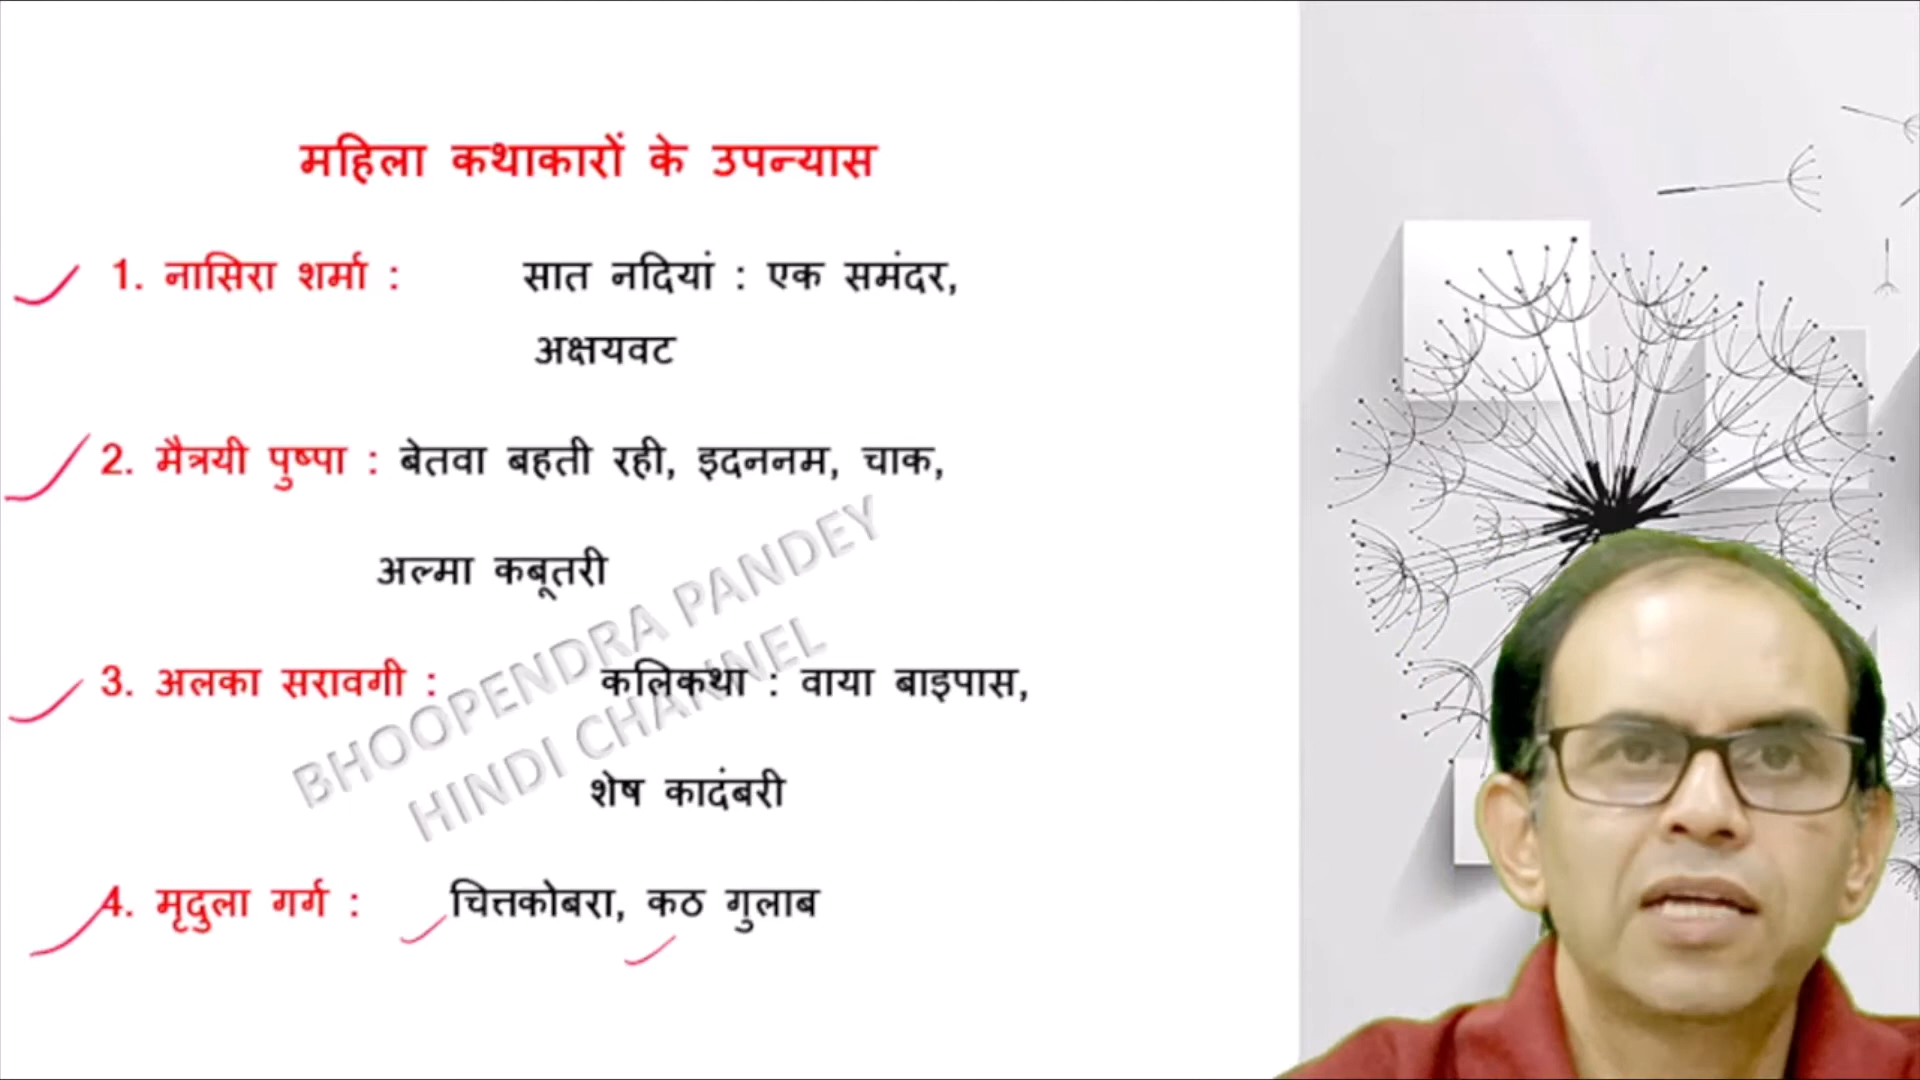 महिला कथाकारों के उपन्यास
1. नासिरा शर्मा : सात नदियां : एक समंदर,
अक्षयवट
2. मैत्रयी पुष्पा : बेतवा बहती रही, इदननम, चाक,
अल्मा कबूतरी
3. अलका सरावगी : कलिकथा : वाया बाइपास,
शेष कादंबरी
4. मृदुला गर्ग : चित्तकोबरा, कठ गुलाब
BHOOPENDRA PANDEY
HINDI CHANNEL